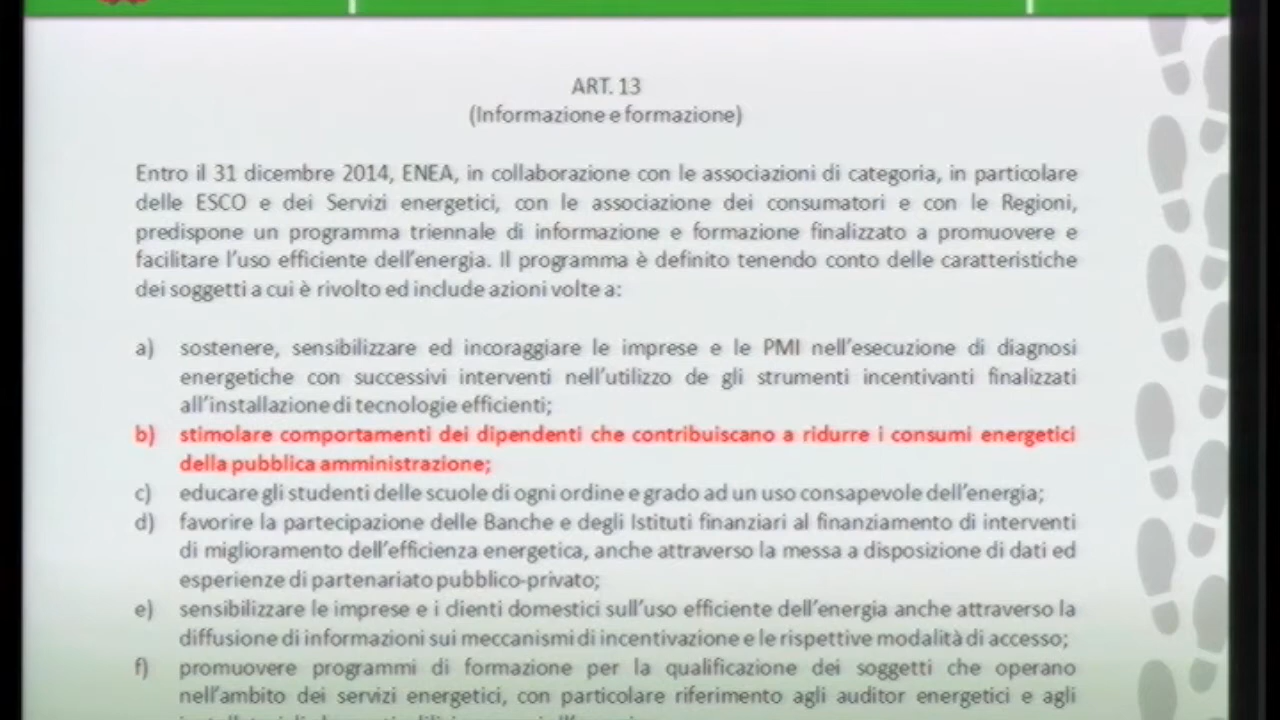 ART. 13
(Informazione e formazione)
Entro il 31 dicembre 2014, ENEA, in collaborazione con le associazioni di categoria, in particolare
delle ESCO e dei Servizi energetici, con le associazione dei consumatori e con le Regioni,
predispone un programma triennale di informazione e formazione finalizzato a promuovere e
facilitare l'uso efficiente dell'energia. Il programma è definito tenendo conto delle caratteristiche
dei soggetti a cui è rivolto ed include azioni volte a:
a) sostenere, sensibilizzare ed incoraggiare le imprese e le PMI nell'esecuzione di diagnosi
energetiche con successivi interventi nell'utilizzo de gli strumenti incentivanti finalizzati
all'installazione di tecnologie efficienti;
b) stimolare comportamenti dei dipendenti che contribuiscano a ridurre i consumi energetici
della pubblica amministrazione;
c) educare gli studenti delle scuole di ogni ordine e grado ad un uso consapevole dell'energia;
d) favorire la partecipazione delle Banche e degli Istituti finanziari al finanziamento di interventi
di miglioramento dell'efficienza energetica, anche attraverso la messa a disposizione di dati ed
esperienze di partenariato pubblico-privato;
e) sensibilizzare le imprese e i clienti domestici sull'uso efficiente dell'energia anche attraverso la
diffusione di informazioni sui meccanismi di incentivazione e le rispettive modalità di accesso;
f) promuovere programmi di formazione per la qualificazione dei soggetti che operano
nell'ambito dei servizi energetici, con particolare riferimento agli auditor energetici e agli